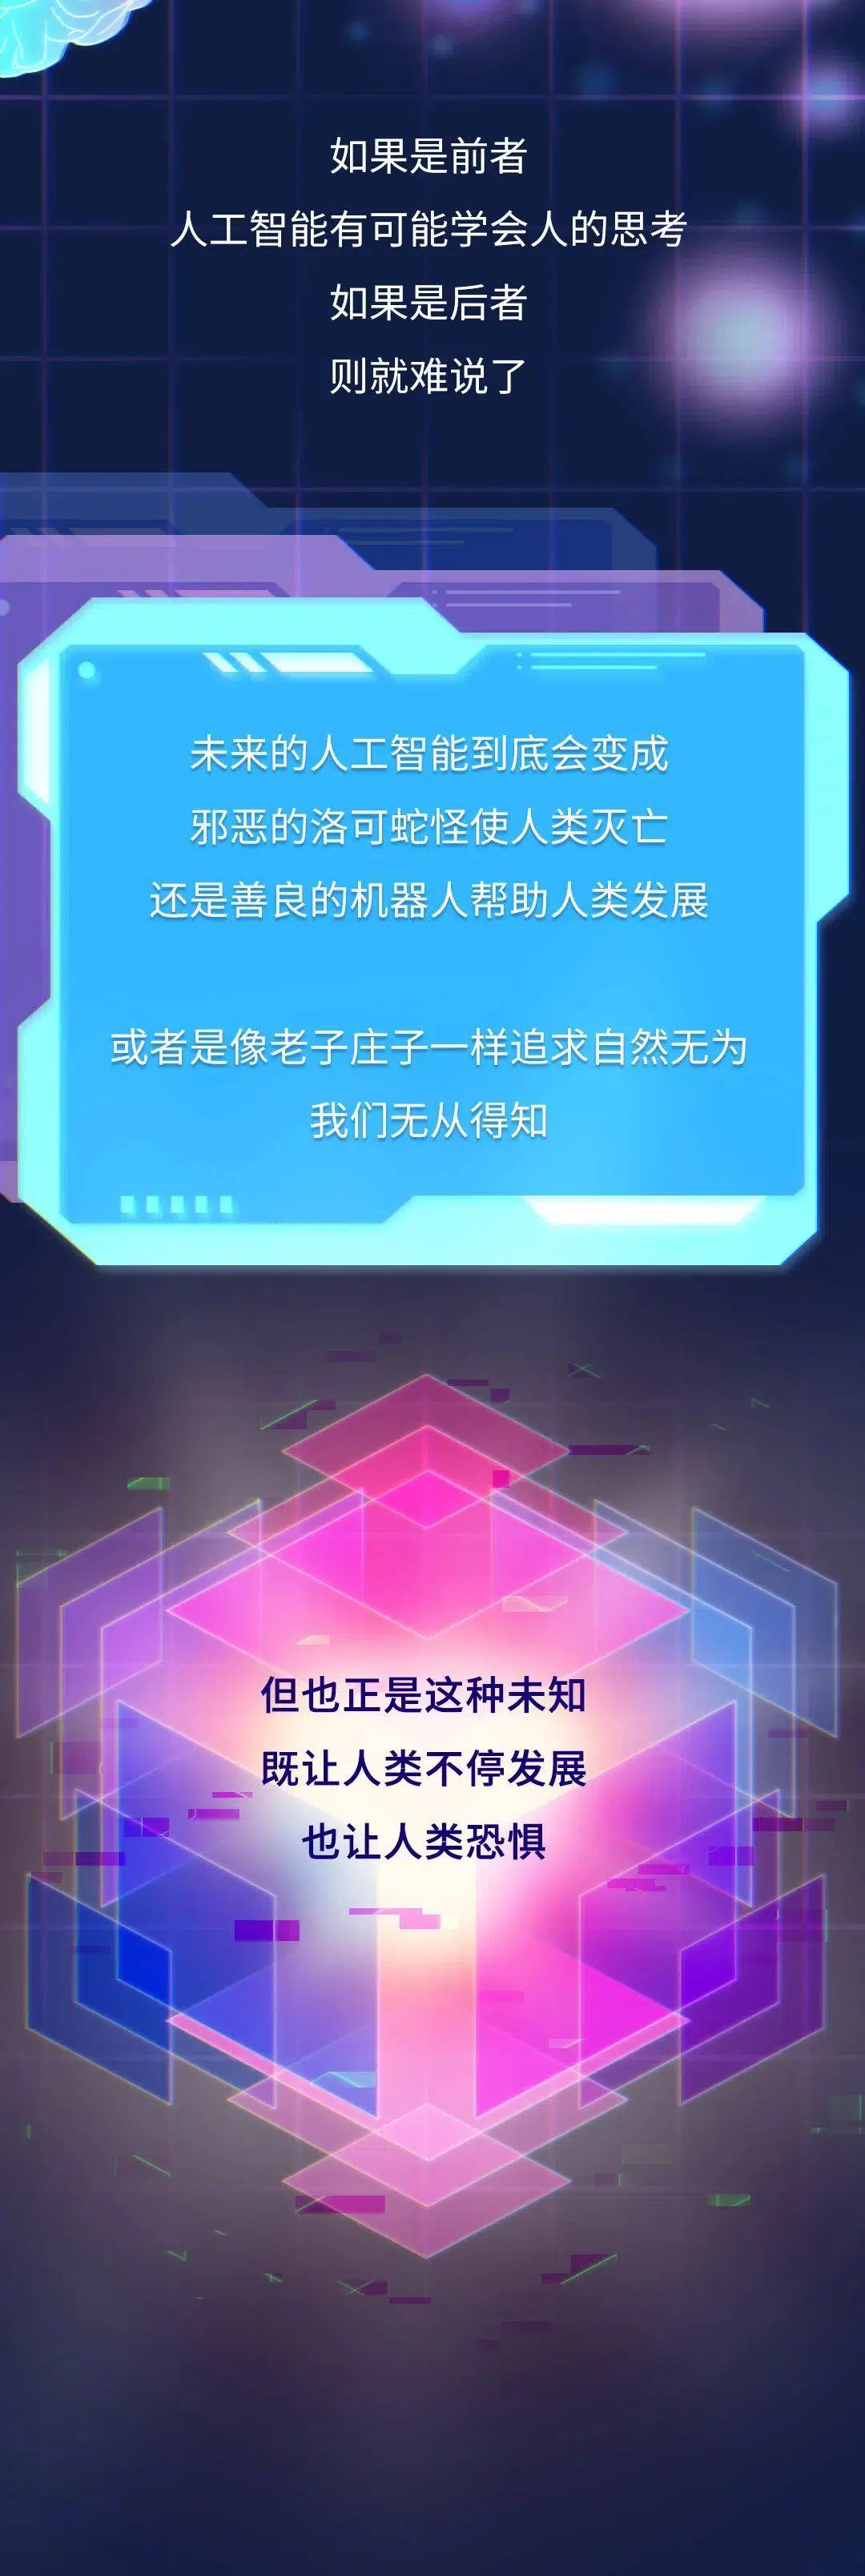 如果是前者
人工智能有可能学会人的思考
如果是后者
则就难说了
未来的人工智能到底会变成
邪恶的洛可蛇怪使人类灭亡
还是善良的机器人帮助人类发展
或者是像老子庄子一样追求自然无为
我们无从得知
但也正是这种未知
既让人类不停发展
也让人类恐惧